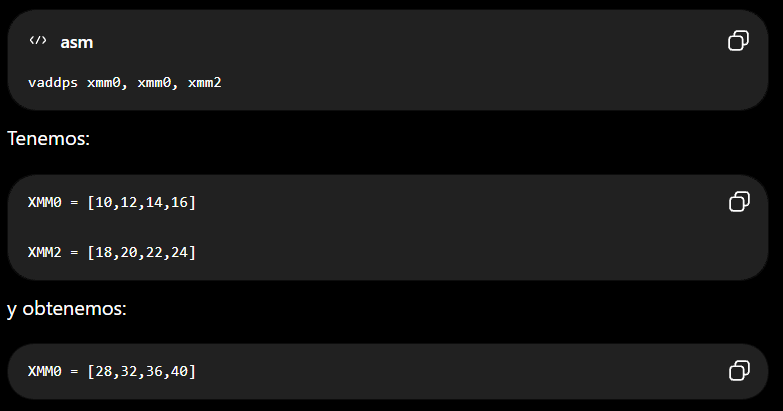 asm
vaddps xmm0, xmm0, xmm2
Tenemos:
XMM0 = [10,12,14,16]
XMM2 = [18,20,22,24]
y obtenemos:
XMM0 = [28,32,36,40]